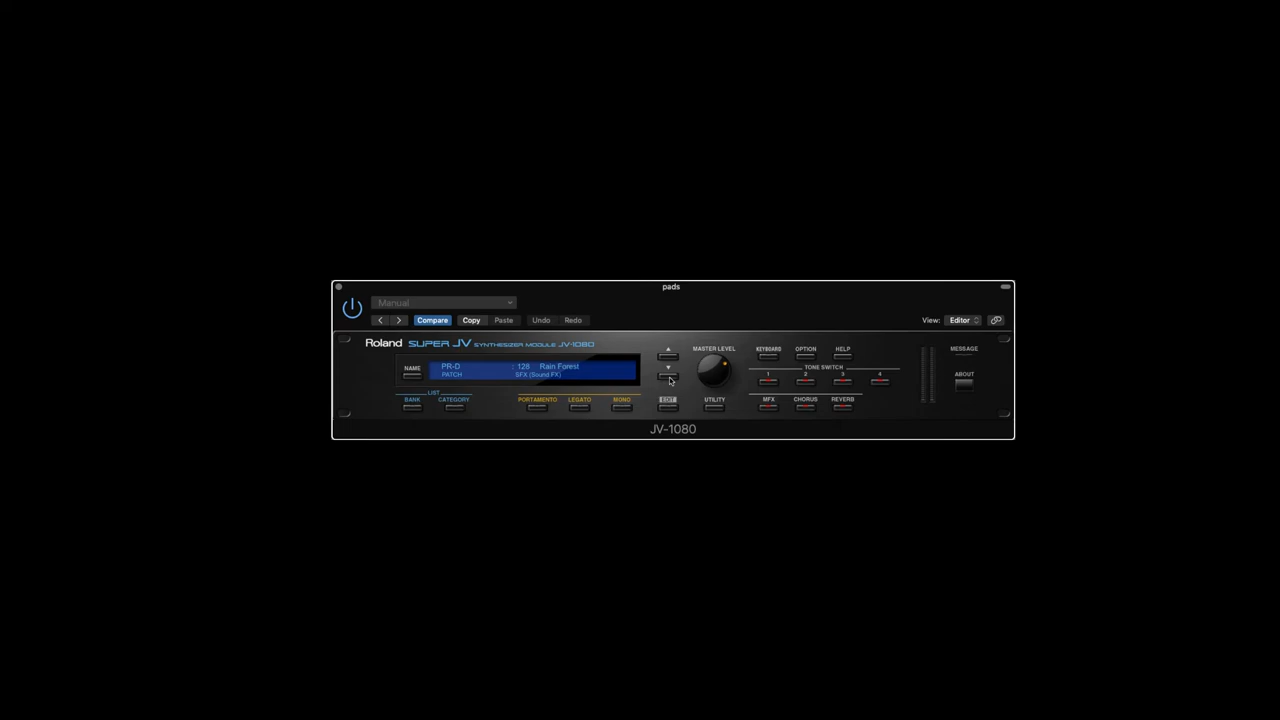 pads
Manual
Compare Copy Paste Undo Redo View: Editor
Roland SUPER JV SYNTHESIZER MODULE JV-1080
MASTER LEVEL KEYBOARD OPTION HELP MESSAGE
NAME PR-D : 128 Rain Forest
PATCH SFX (Sound FX)
TONE SWITCH
1 2 3 4 ABOUT
LIST
BANK CATEGORY PORTAMENTO LEGATO MONO EDIT UTILITY MFX CHORUS REVERB
JV-1080